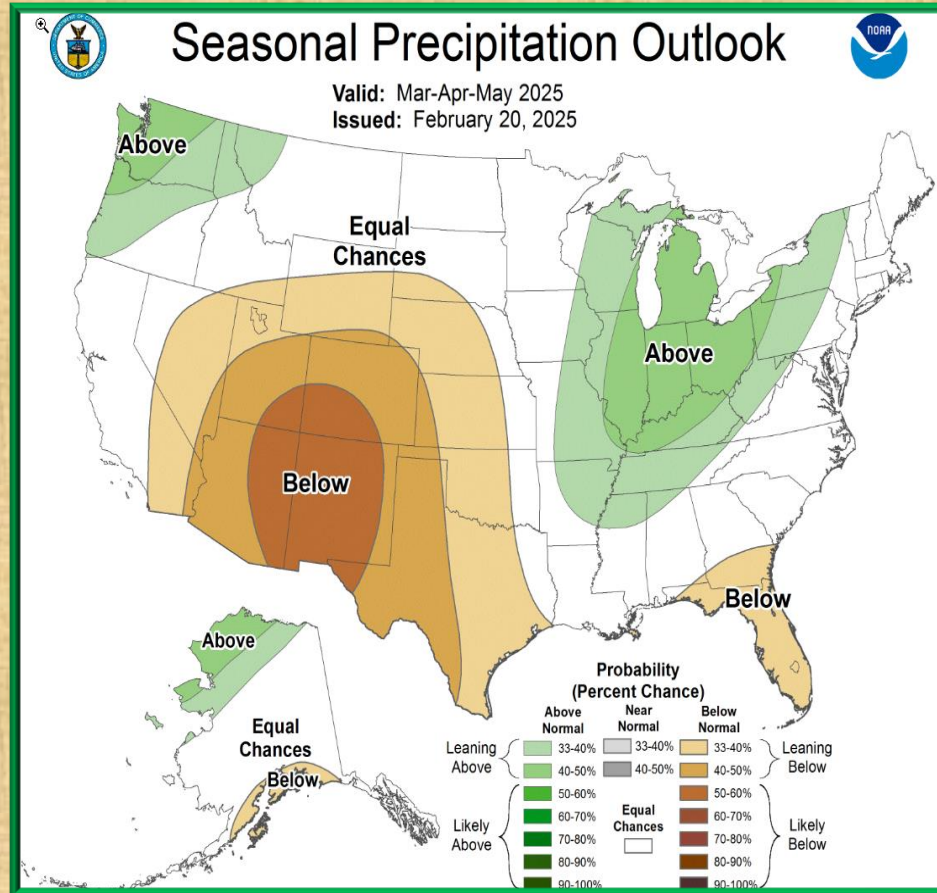 Seasonal Precipitation Outlook
NOAA
Valid: Mar-Apr-May 2025
Issued: February 20, 2025
Above
Equal
Chances
Above
Below
Below
Above
Equal
Chances
Below
Probability
(Percent Chance)
Above
Normal
Near
Normal
Below
Normal
Leaning
Above
33-40%
33-40%
33-40%
Leaning
Below
40-50%
40-50%
40-50%
Likely
Above
50-60%
50-60%
Likely
Below
60-70%
60-70%
Equal
Chances
70-80%
70-80%
80-90%
80-90%
90-100%
90-100%